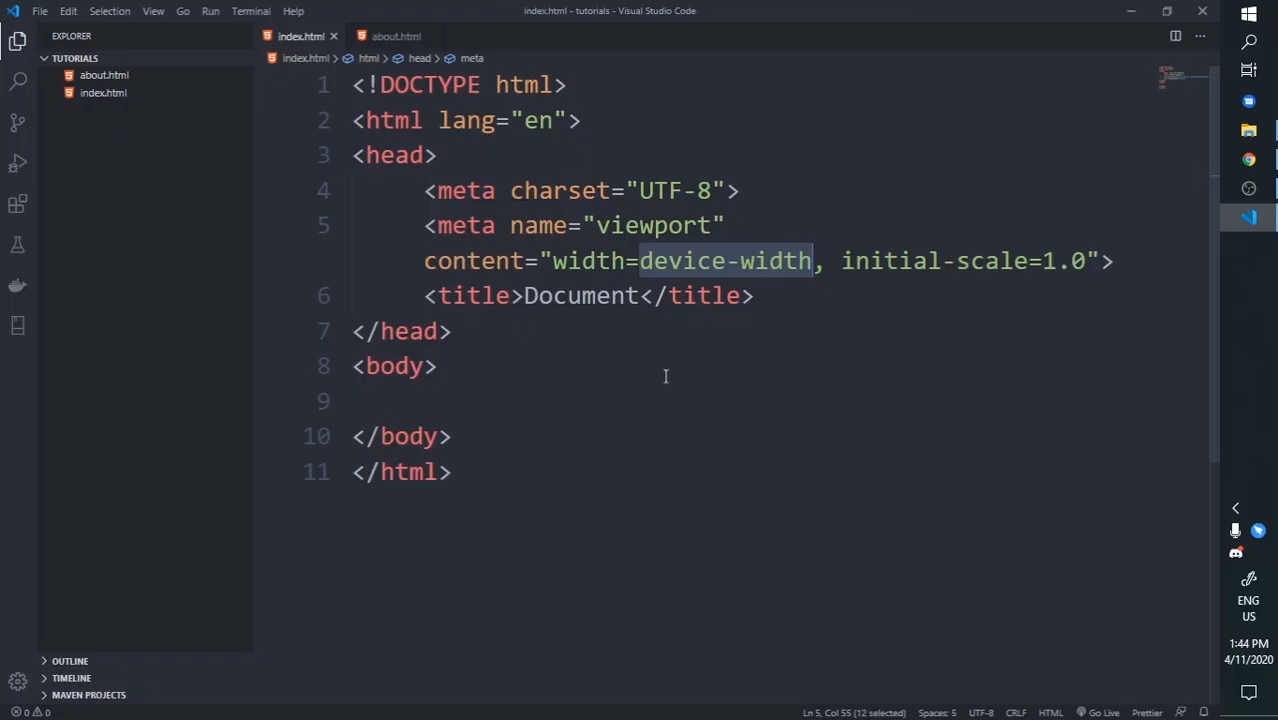 File Edit Selection View Go Run Terminal Help index.html - tutorials - Visual Studio Code
EXPLORER
TUTORIALS
about.html
index.html
OUTLINE
TIMELINE
MAVEN PROJECTS
index.html about.html
index.html > html > head > meta
1 <!DOCTYPE html>
2 <html lang="en">
3 <head>
4 <meta charset="UTF-8">
5 <meta name="viewport"
content="width=device-width, initial-scale=1.0">
6 <title>Document</title>
7 </head>
8 <body>
9
10 </body>
11 </html>
0 0 Ln 5, Col 55 (12 selected) Spaces: 5 UTF-8 CRLF HTML Go Live Prettier
ENG
US
1:44 PM
4/11/2020